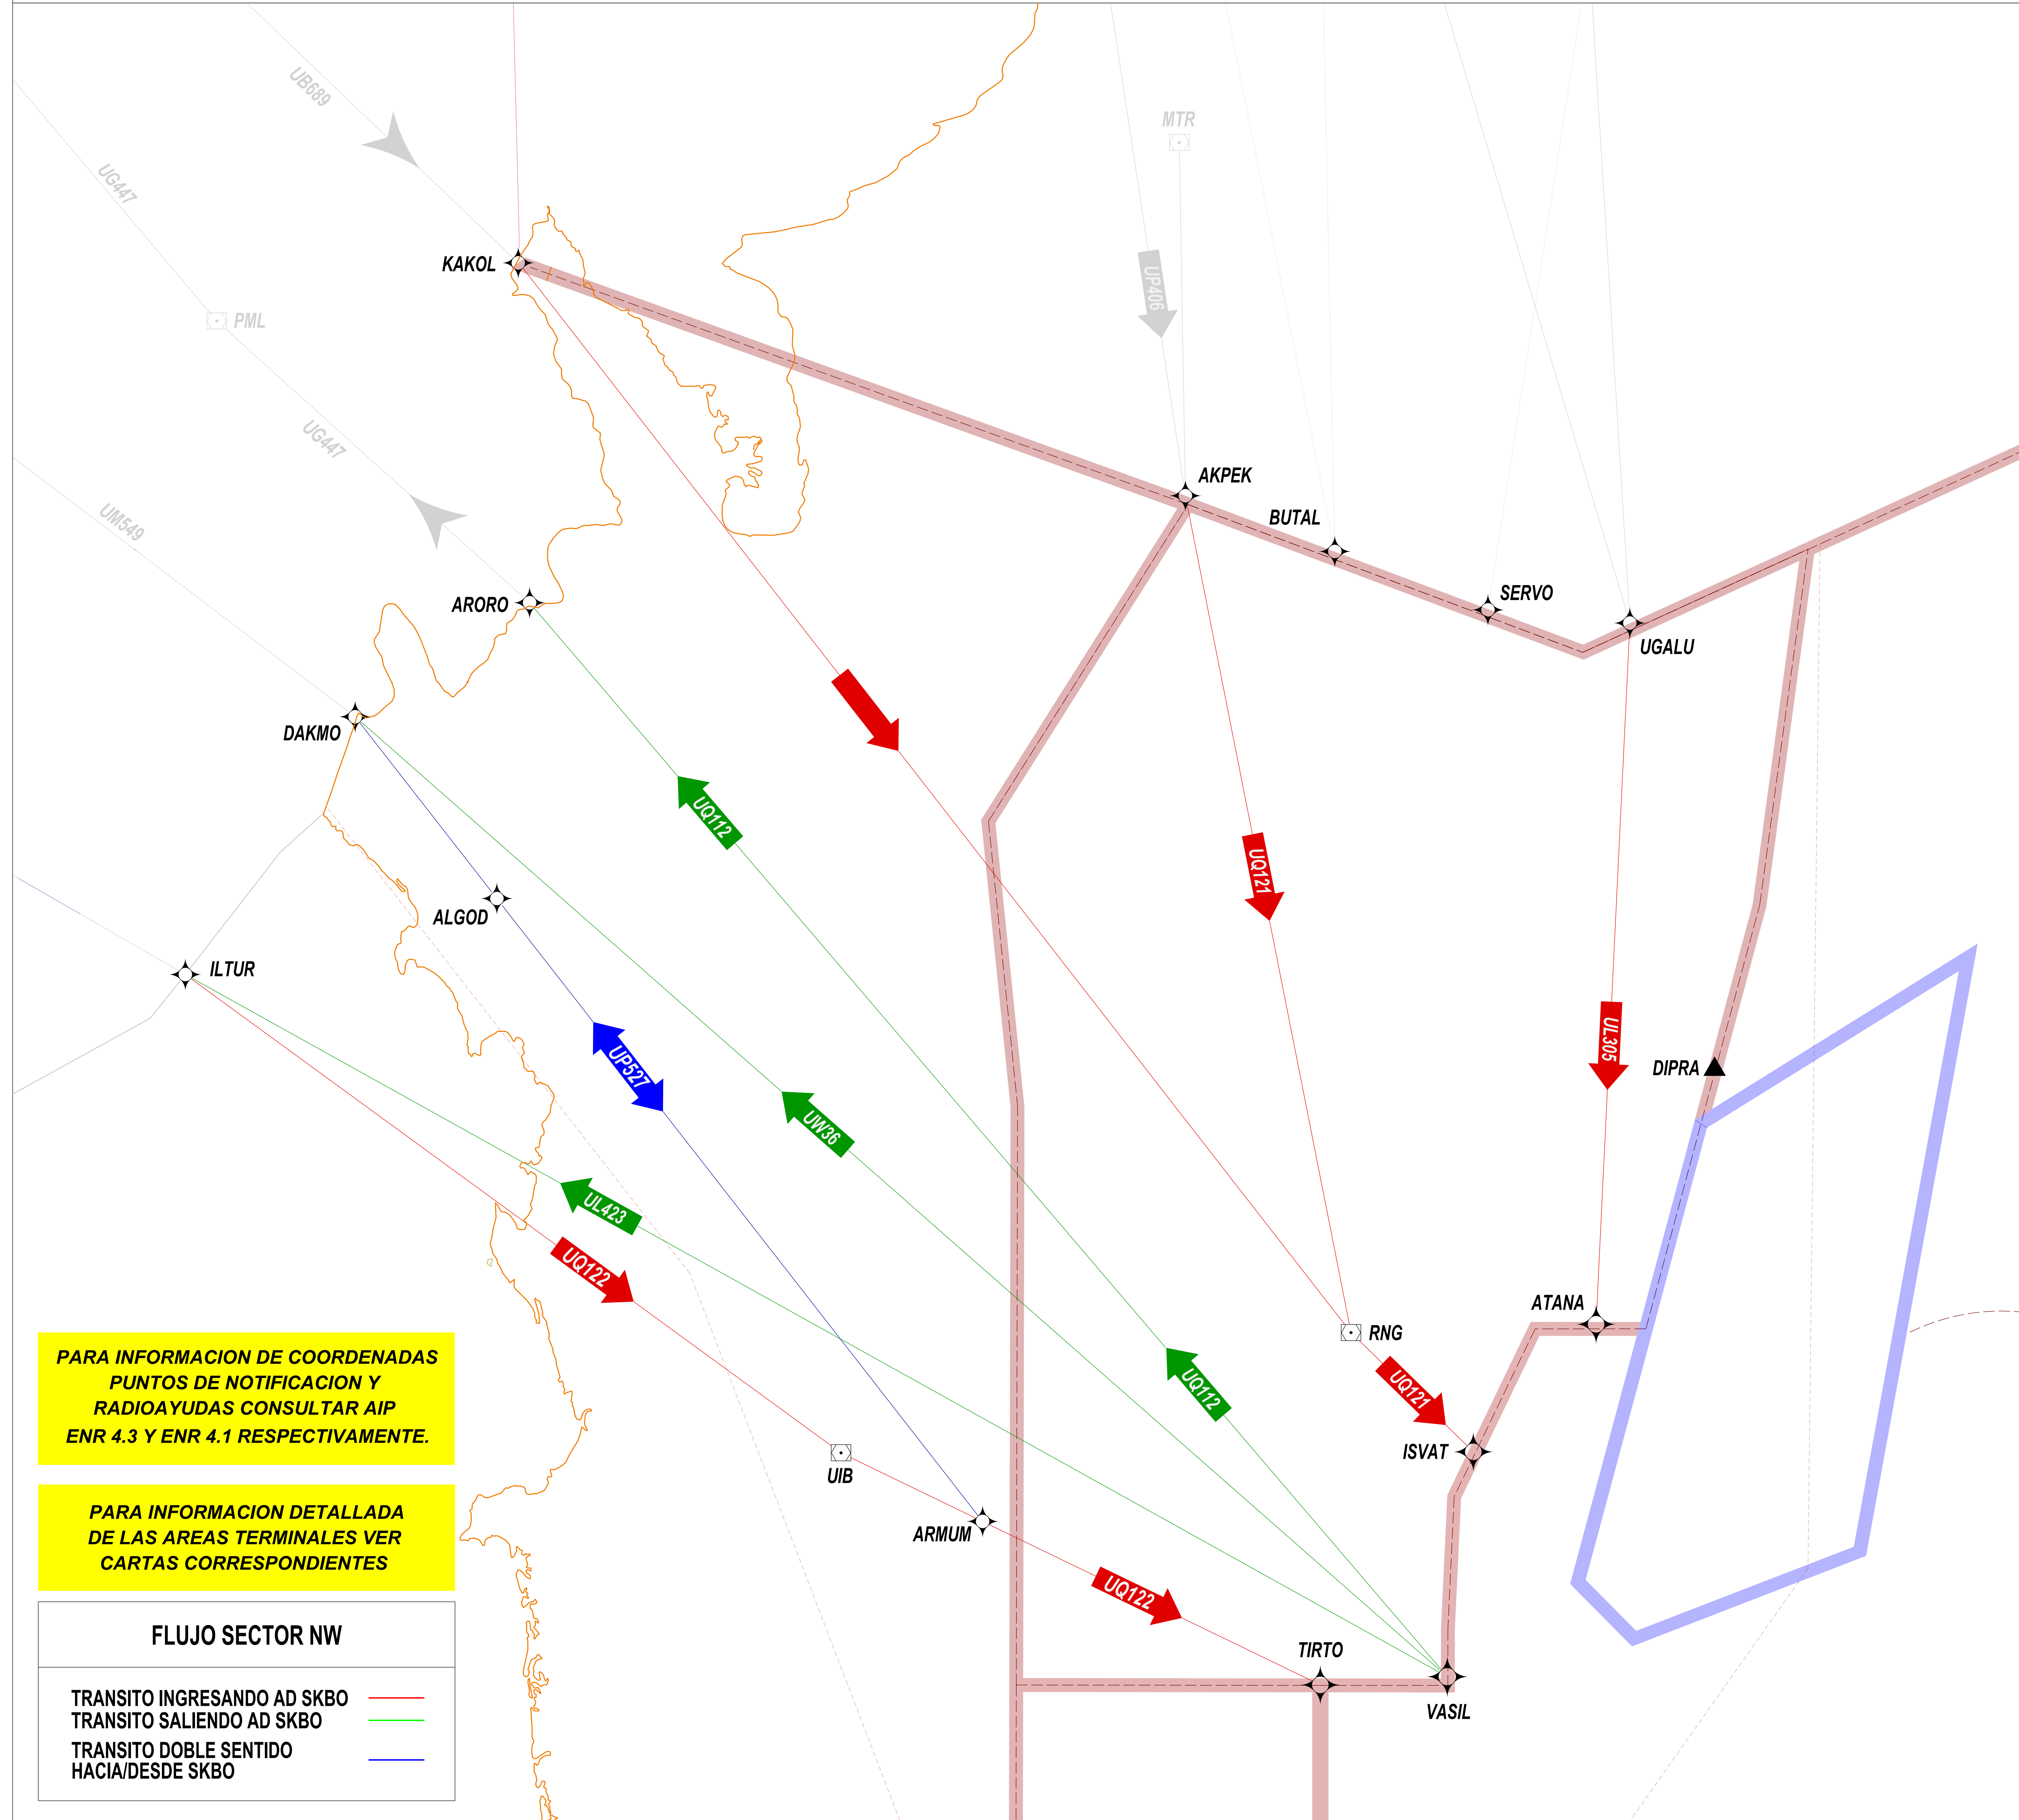 UB689
MTR
UG447
KAKOL
UP406
PML
UG447
AKPEK
BUTAL
UM549
SERVO
ARORO
UGALU
DAKMO
UQ112
UQ121
ALGOD
ILTUR
UL305
UP527
DIPRA
UW36
UL423
UQ122
ATANA
RNG
UQ112
UQ121
ISVAT
UIB
ARMUM
UQ122
TIRTO
VASIL
PARA INFORMACION DE COORDENADAS
PUNTOS DE NOTIFICACION Y
RADIOAYUDAS CONSULTAR AIP
ENR 4.3 Y ENR 4.1 RESPECTIVAMENTE.
PARA INFORMACION DETALLADA
DE LAS AREAS TERMINALES VER
CARTAS CORRESPONDIENTES
FLUJO SECTOR NW
TRANSITO INGRESANDO AD SKBO
TRANSITO SALIENDO AD SKBO
TRANSITO DOBLE SENTIDO
HACIA/DESDE SKBO